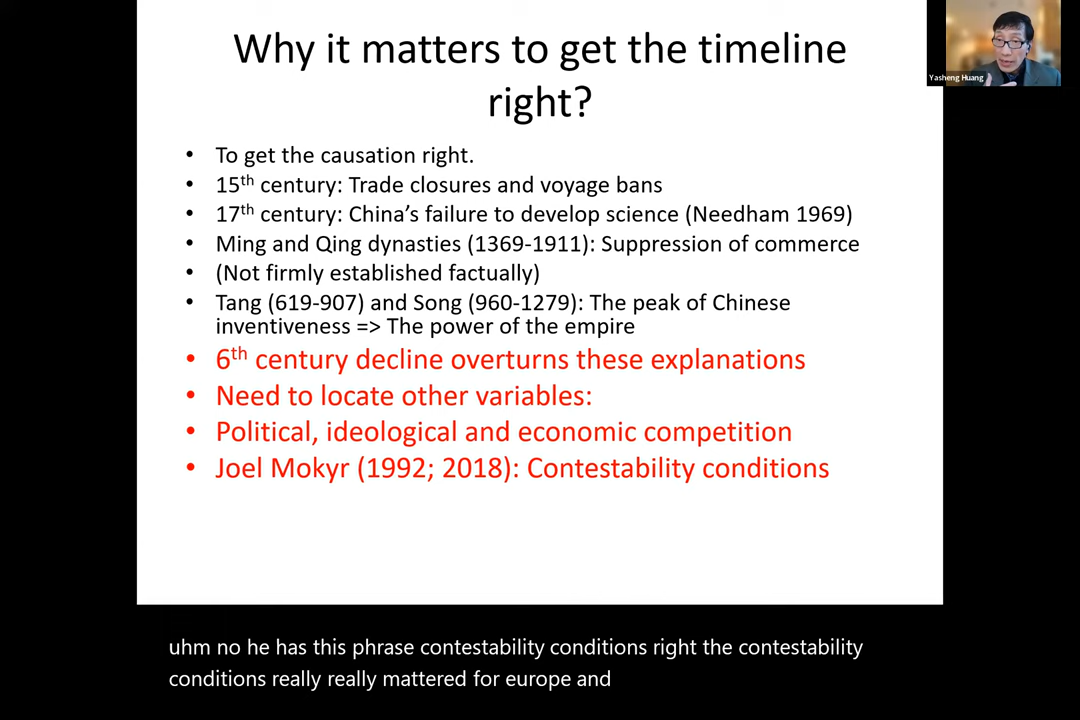 Why it matters to get the timeline
right?
Yasheng Huang
• To get the causation right.
• 15th century: Trade closures and voyage bans
• 17th century: China's failure to develop science (Needham 1969)
• Ming and Qing dynasties (1369-1911): Suppression of commerce
• (Not firmly established factually)
• Tang (619-907) and Song (960-1279): The peak of Chinese
inventiveness => The power of the empire
• 6th century decline overturns these explanations
• Need to locate other variables:
• Political, ideological and economic competition
• Joel Mokyr (1992; 2018): Contestability conditions
uhm no he has this phrase contestability conditions right the contestability
conditions really really mattered for europe and